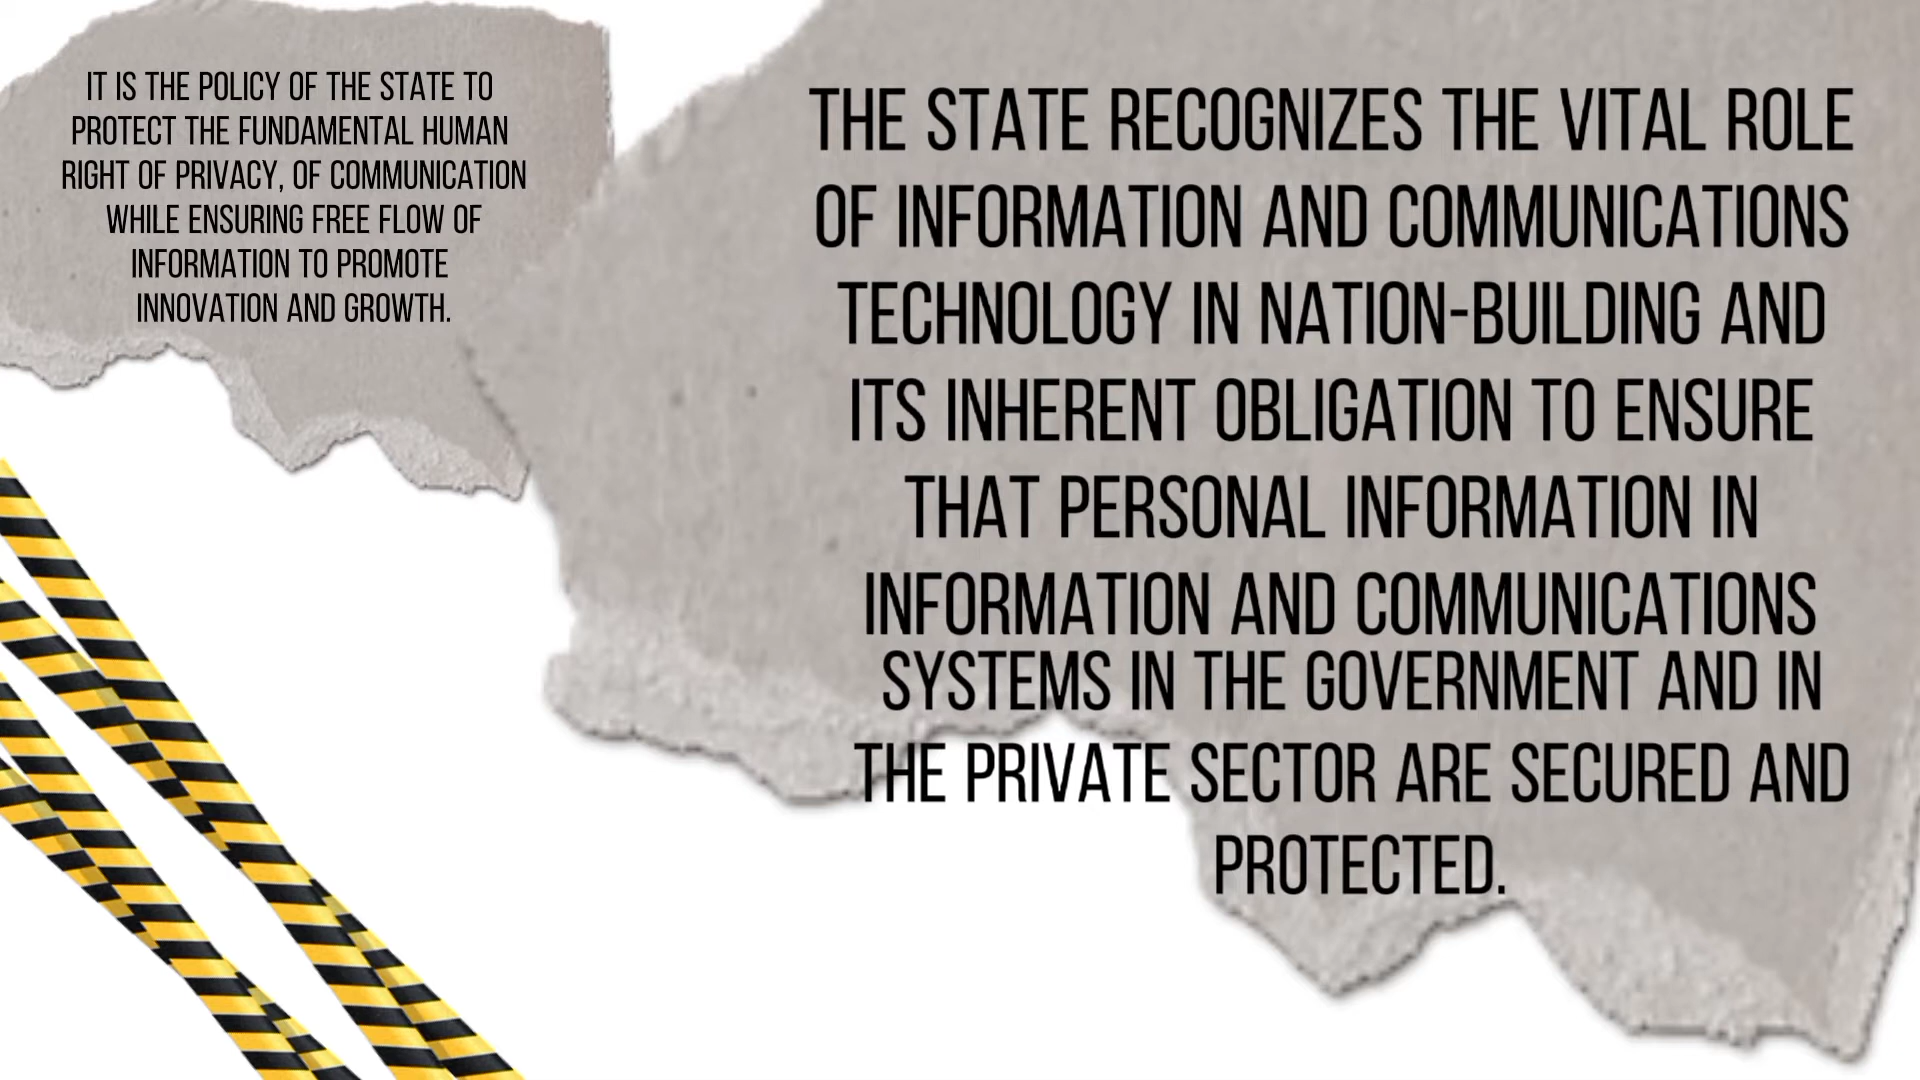 IT IS THE POLICY OF THE STATE TO
PROTECT THE FUNDAMENTAL HUMAN
RIGHT OF PRIVACY, OF COMMUNICATION
WHILE ENSURING FREE FLOW OF
INFORMATION TO PROMOTE
INNOVATION AND GROWTH.
THE STATE RECOGNIZES THE VITAL ROLE
OF INFORMATION AND COMMUNICATIONS
TECHNOLOGY IN NATION-BUILDING AND
ITS INHERENT OBLIGATION TO ENSURE
THAT PERSONAL INFORMATION IN
INFORMATION AND COMMUNICATIONS
SYSTEMS IN THE GOVERNMENT AND IN
THE PRIVATE SECTOR ARE SECURED AND
PROTECTED.